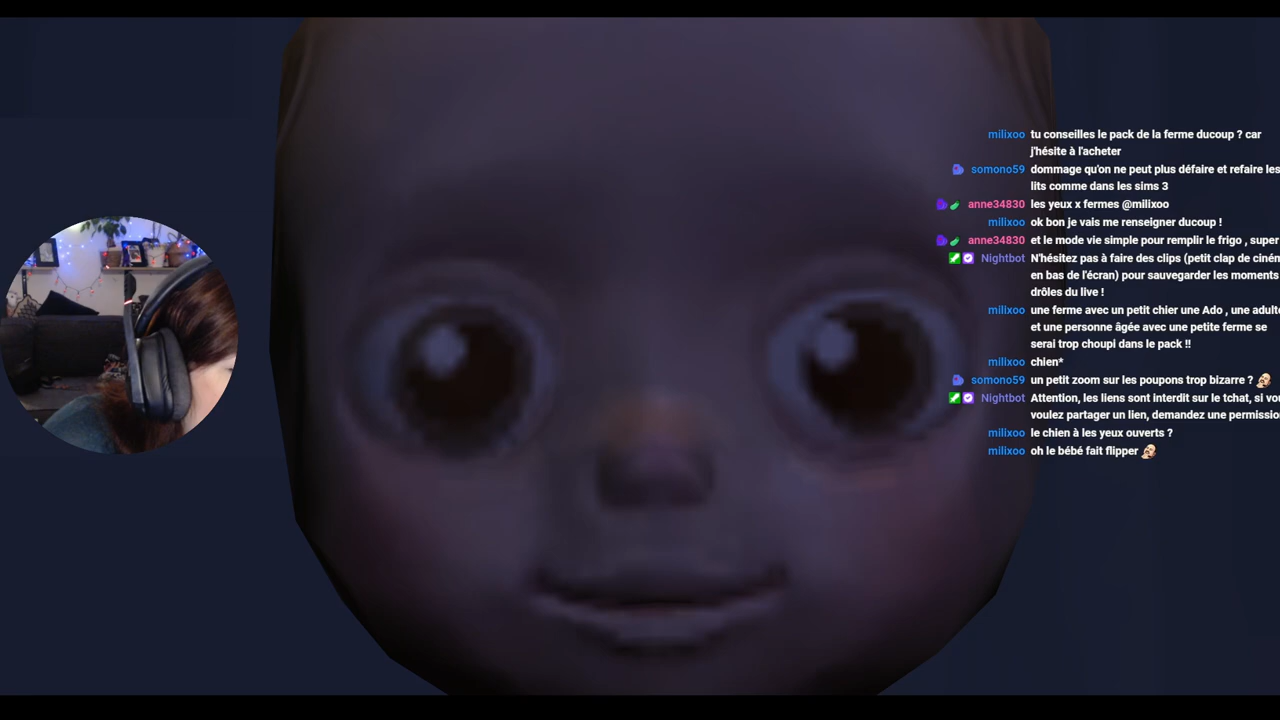 milixoo tu conseilles le pack de la ferme ducoup ? car
j'hésite à l'acheter
somono59 dommage qu'on ne peut plus défaire et refaire les
lits comme dans les sims 3
anne34830 les yeux x fermes @milixoo
milixoo ok bon je vais me renseigner ducoup !
anne34830 et le mode vie simple pour remplir le frigo , super
Nightbot N'hésitez pas à faire des clips (petit clap de ciném
en bas de l'écran) pour sauvegarder les moments
drôles du live !
milixoo une ferme avec un petit chier une Ado , une adulte
et une personne âgée avec une petite ferme se
serai trop choupi dans le pack !!
milixoo chien*
somono59 un petit zoom sur les poupons trop bizarre ?
Nightbot Attention, les liens sont interdit sur le tchat, si vou
voulez partager un lien, demandez une permissio
milixoo le chien à les yeux ouverts ?
milixoo oh le bébé fait flipper